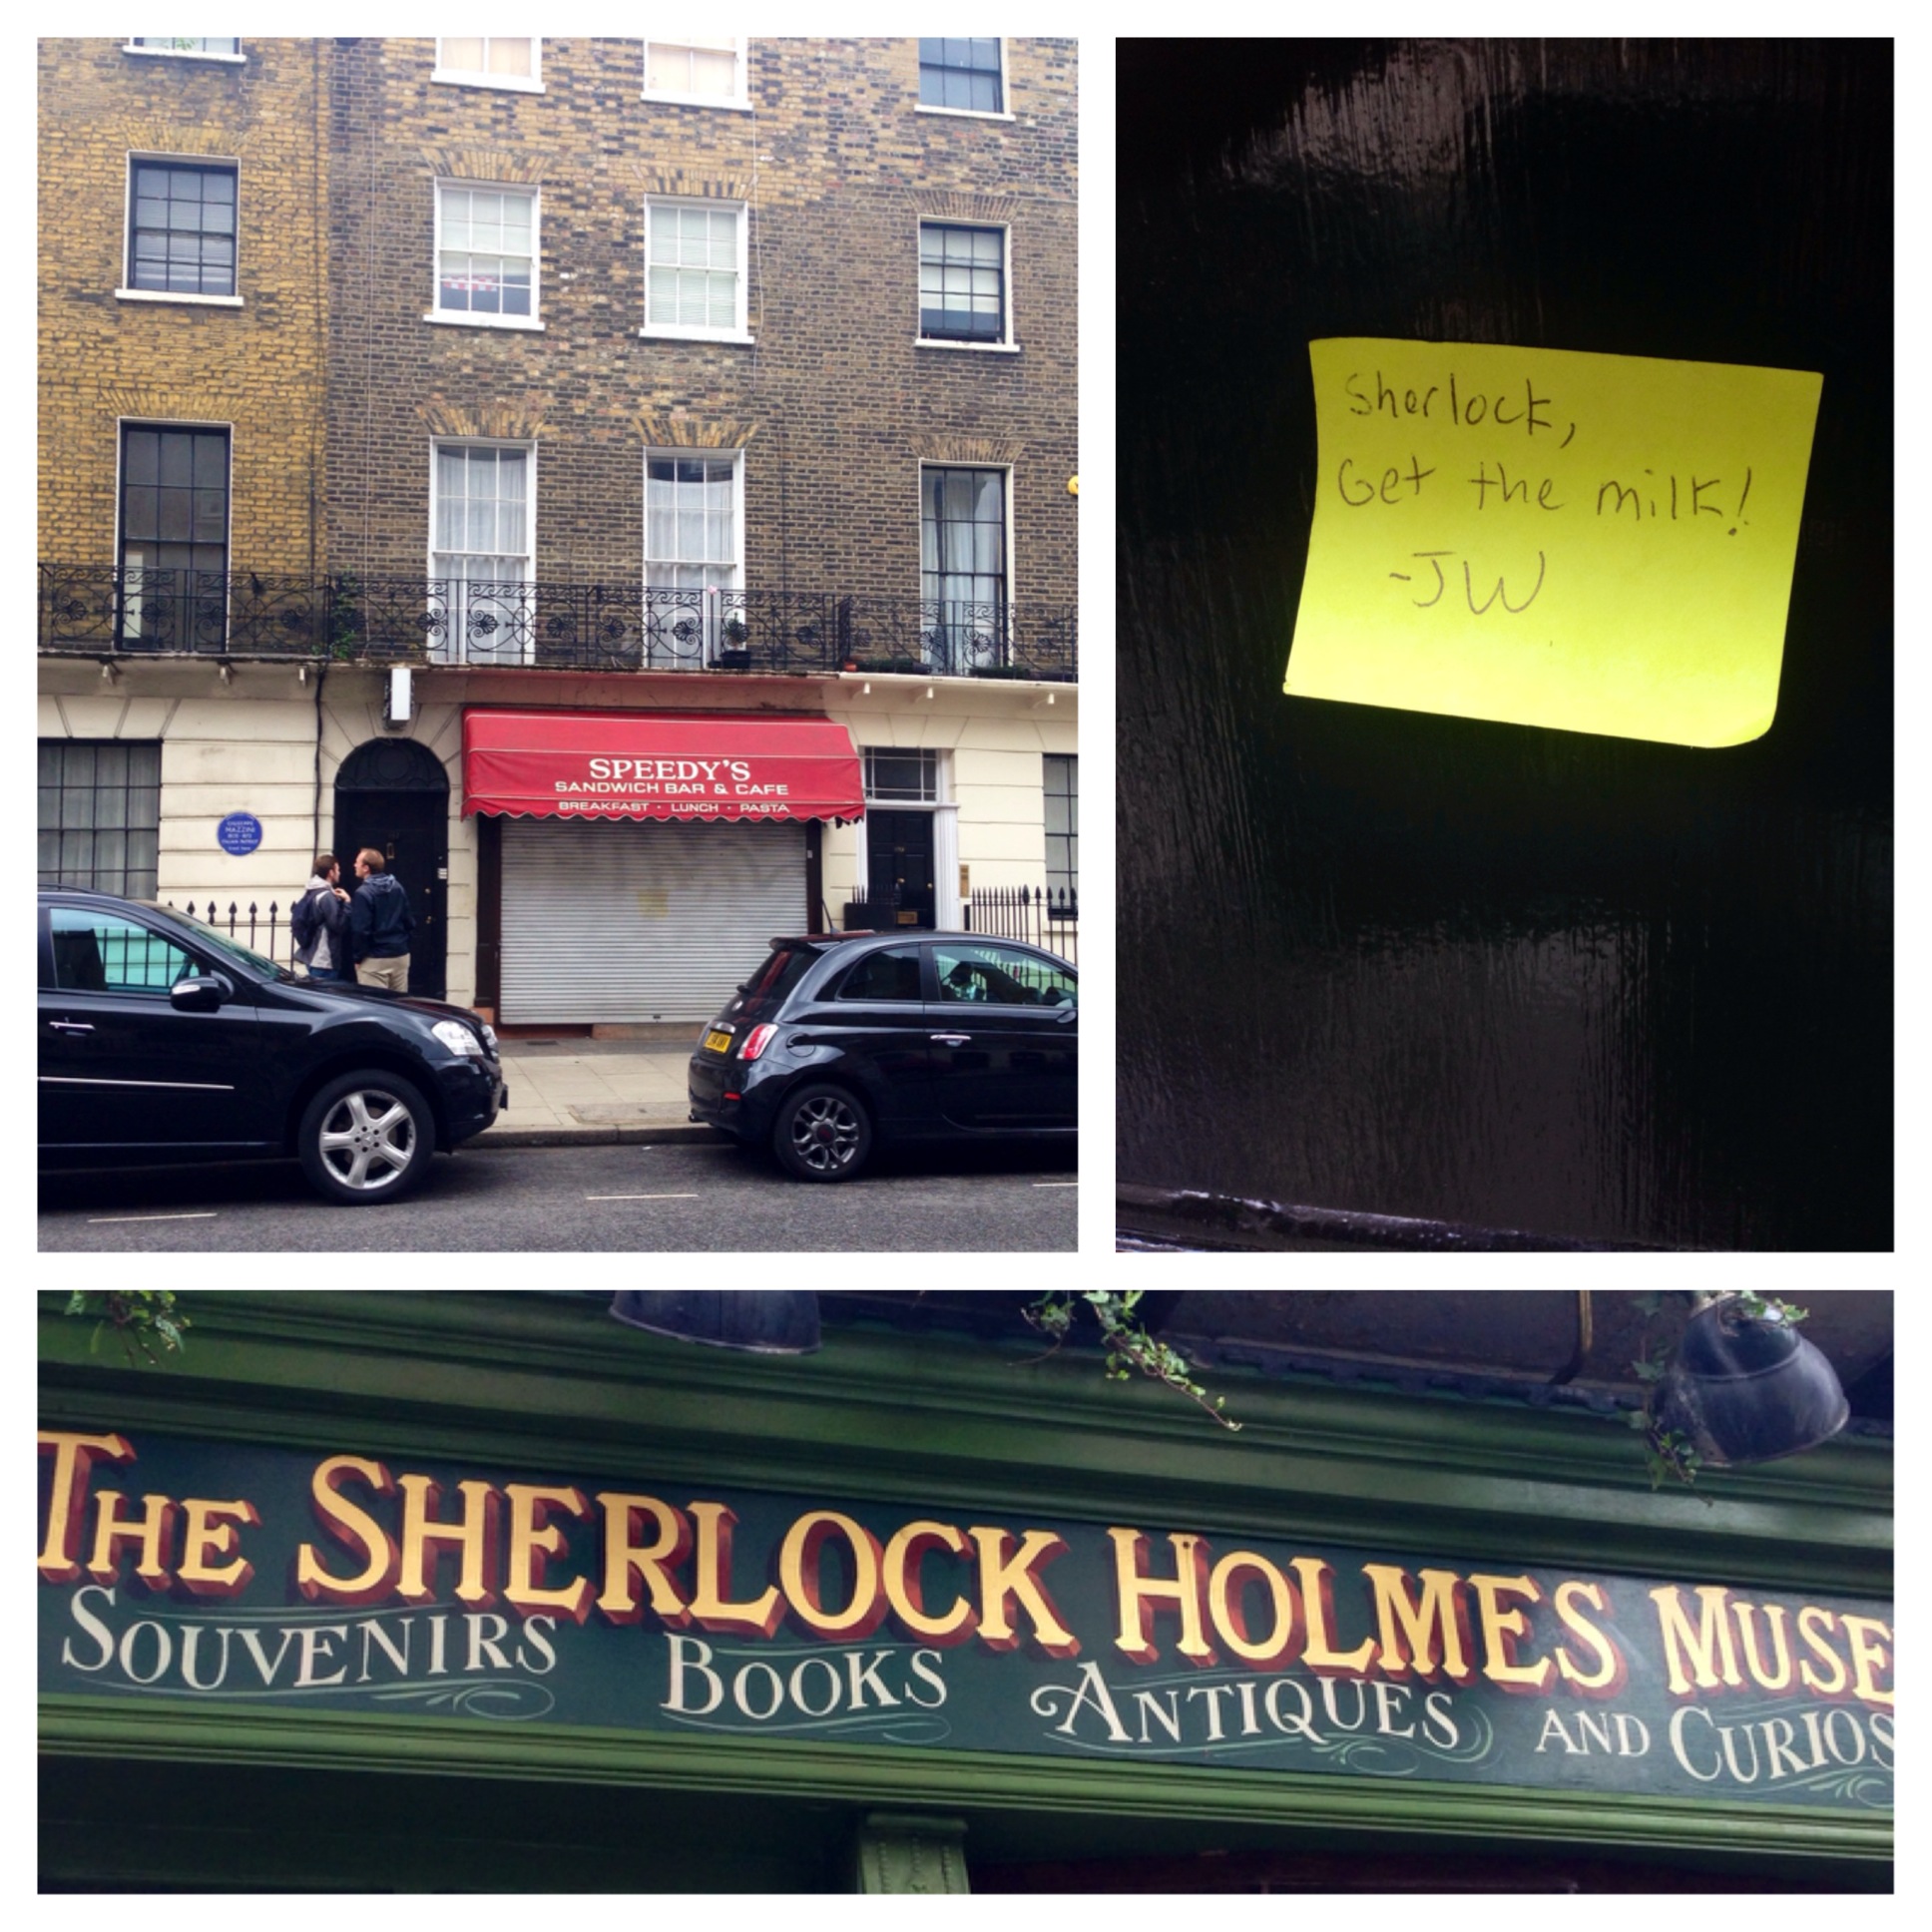 SPEEDY'S
SANDWICH BAR & CAFE
BREAKFAST · LUNCH · PASTA
MAZZINI
Sherlock,
Get the milk!
-JW
THE SHERLOCK HOLMES MUSE
SOUVENIRS BOOKS ANTIQUES AND CURIOS